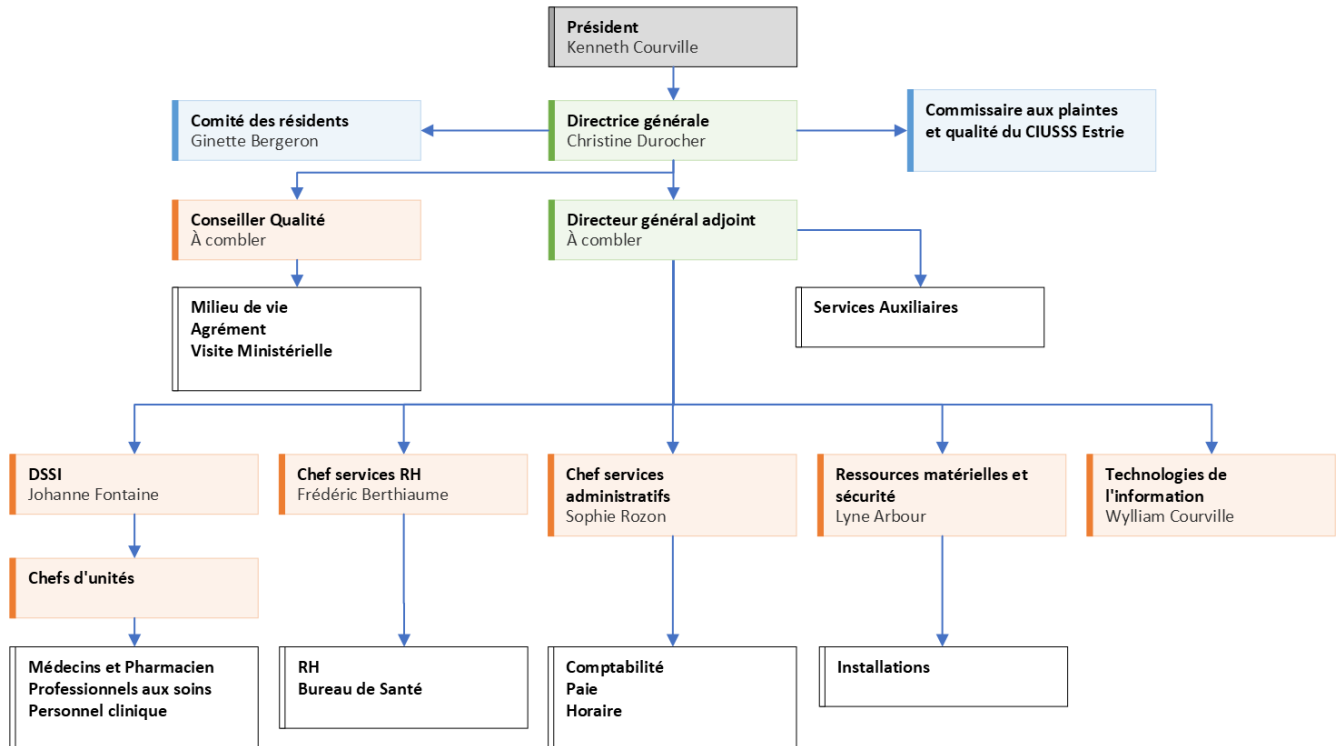 Président
Kenneth Courville
Comité des résidents
Ginette Bergeron
Directrice générale
Christine Durocher
Commissaire aux plaintes
et qualité du CIUSSS Estrie
Conseiller Qualité
À combler
Directeur général adjoint
À combler
Milieu de vie
Agrément
Visite Ministérielle
Services Auxiliaires
DSSI
Johanne Fontaine
Chef services RH
Frédéric Berthiaume
Chef services
administratifs
Sophie Rozon
Ressources matérielles et
sécurité
Lyne Arbour
Technologies de
l'information
Wylliam Courville
Chefs d'unités
Médecins et Pharmacien
Professionnels aux soins
Personnel clinique
RH
Bureau de Santé
Comptabilité
Paie
Horaire
Installations